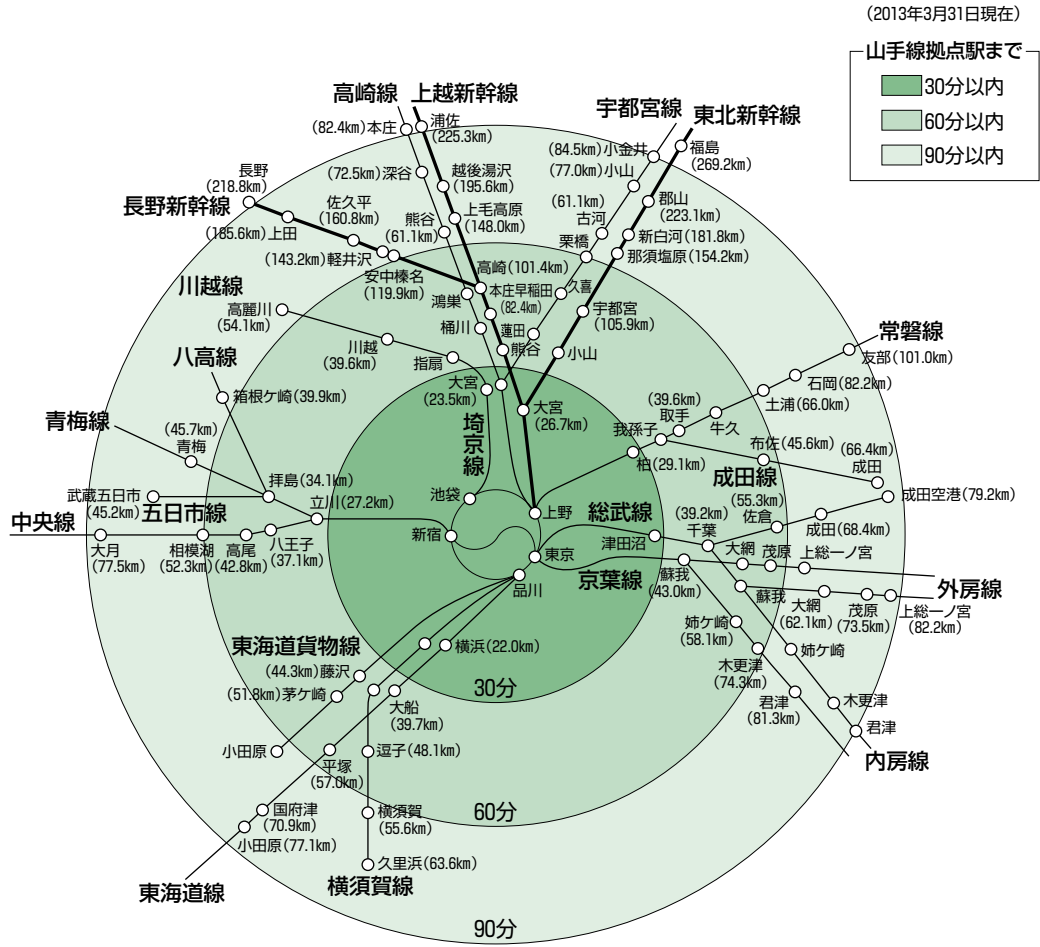 (2013年3月31日現在)
山手線拠点駅まで
30分以内
60分以内
90分以内
高崎線
上越新幹線
宇都宮線
東北新幹線
(82.4km)本庄
浦佐
(225.3km)
(84.5km)小金井
福島
(269.2km)
(72.5km)深谷
越後湯沢
(195.6km)
(77.0km)小山
長野
(218.8km)
長野新幹線
佐久平
(160.8km)
(185.6km)上田
熊谷
(61.1km)
上毛高原
(148.0km)
(61.1km)
古河
郡山
(223.1km)
新白河(181.8km)
栗橋
那須塩原(154.2km)
(143.2km)軽井沢
安中榛名
(119.9km)
高崎(101.4km)
川越線
高麗川
(54.1km)
鴻巣
本庄早稲田
(82.4km)
久喜
宇都宮
(105.9km)
桶川
蓮田
川越
(39.6km)
指扇
熊谷
小山
常磐線
友部(101.0km)
石岡(82.2km)
土浦(66.0km)
八高線
箱根ケ崎(39.9km)
大宮
(23.5km)
大宮
(26.7km)
(39.6km)
取手
牛久
我孫子
柏(29.1km)
青梅線
(45.7km)
青梅
埼京線
布佐(45.6km)
(66.4km)
成田
成田線
武蔵五日市
(45.2km)
拝島(34.1km)
五日市線
立川(27.2km)
池袋
上野
総武線
(55.3km)
佐倉
成田空港(79.2km)
成田(68.4km)
(39.2km)
千葉
中央線
大月
(77.5km)
相模湖
(52.3km)
高尾
(42.8km)
八王子
(37.1km)
新宿
東京
津田沼
大網
茂原
上総一ノ宮
京葉線
品川
蘇我
(43.0km)
蘇我
大網
(62.1km)
茂原
(73.5km)
外房線
上総一ノ宮
(82.2km)
東海道貨物線
横浜(22.0km)
姉ケ崎
(58.1km)
姉ケ崎
(44.3km)藤沢
(51.8km)茅ケ崎
30分
木更津
(74.3km)
大船
(39.7km)
君津
(81.3km)
木更津
君津
小田原
逗子(48.1km)
内房線
平塚
(57.0km)
国府津
(70.9km)
横須賀
(55.6km)
60分
小田原(77.1km)
久里浜(63.6km)
東海道線
横須賀線
90分